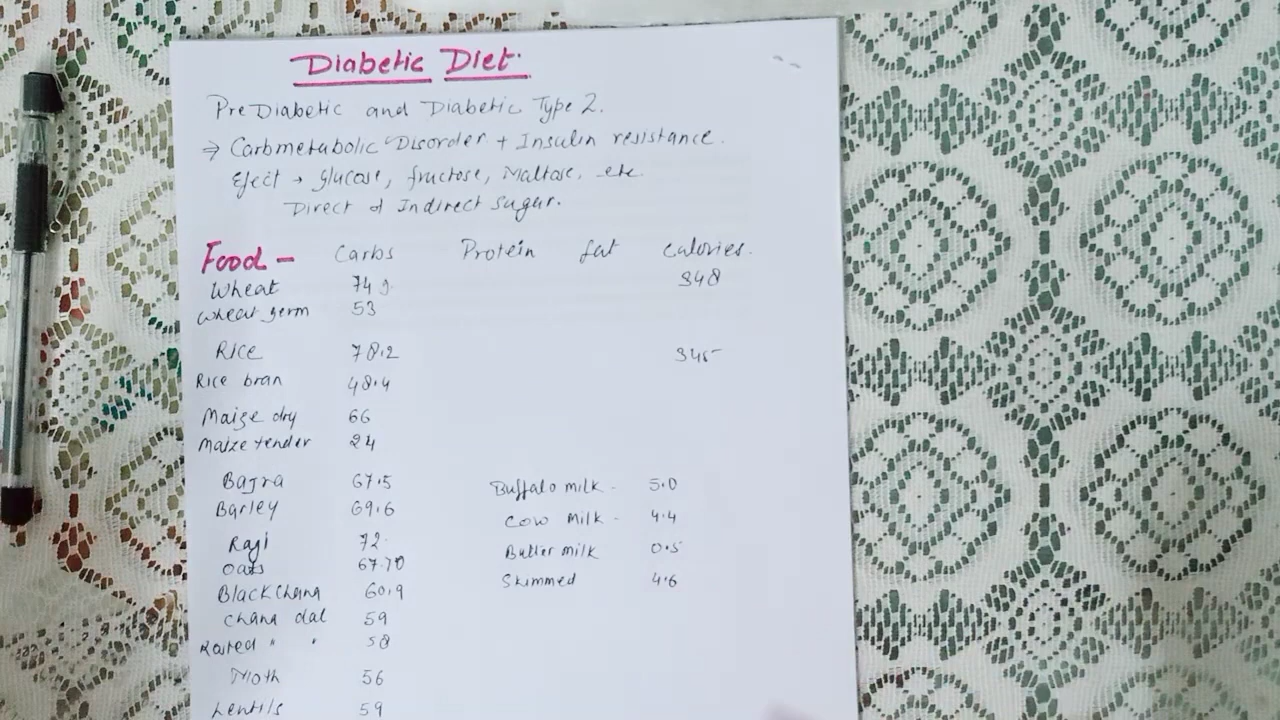 Diabetic Diet.
PreDiabetic and Diabetic Type 2.
⇒ Carbmetabolic Disorder + Insulin resistance.
Efect → glucose, fructose, Maltose, etc.
Direct & Indirect sugar.
Food - Carbs Protein fat calories.
Wheat 74g 348
Wheat germ 53
Rice 78.2 345
Rice bran 48.4
Maize dry 66
Maize tender 24
Bajra 67.5 Buffalo milk - 5.0
Barley 69.6 Cow milk - 4.4
Ragi 72. Butter milk 0.5
Oats 67.70 Skimmed 4.6
Black Chana 60.9
Chana dal 59
Rosted " " 58
Moth 56
Lentils 59